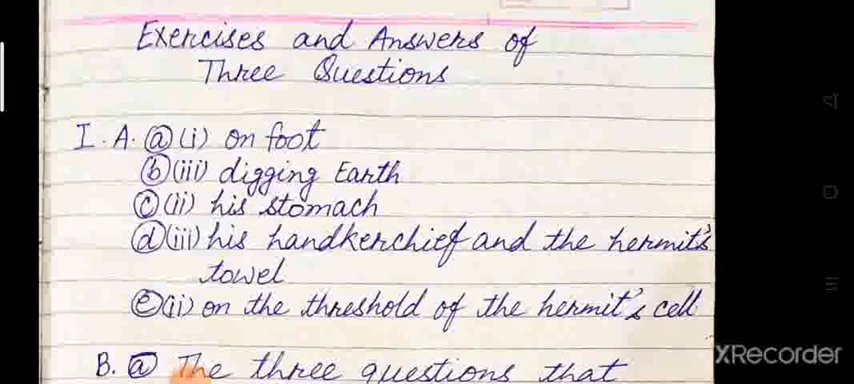 Exercises and Answers of
Three Questions
I. A. (a) (i) on foot
(b) (iii) digging Earth
(c) (ii) his stomach
(d) (iii) his handkerchief and the hermit's
towel
(e) (ii) on the threshold of the hermit's cell
B. (a) The three questions that
XRecorder